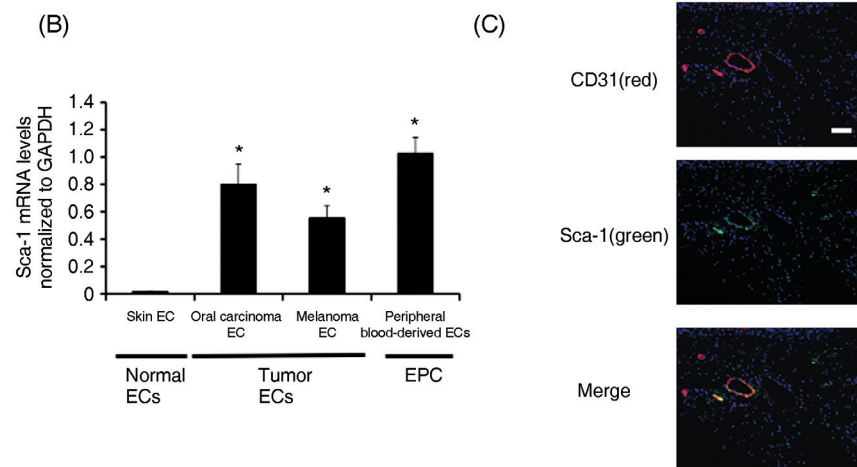 (B)
Sca-1 mRNA levels
normalized to GAPDH
1.4
1.2
1.0
0.8
0.6
0.4
0.2
0
*
*
*
Skin EC
Oral carcinoma
EC
Melanoma
EC
Peripheral
blood-derived ECs
Normal
ECs
Tumor
ECs
EPC
(C)
CD31(red)
Sca-1(green)
Merge